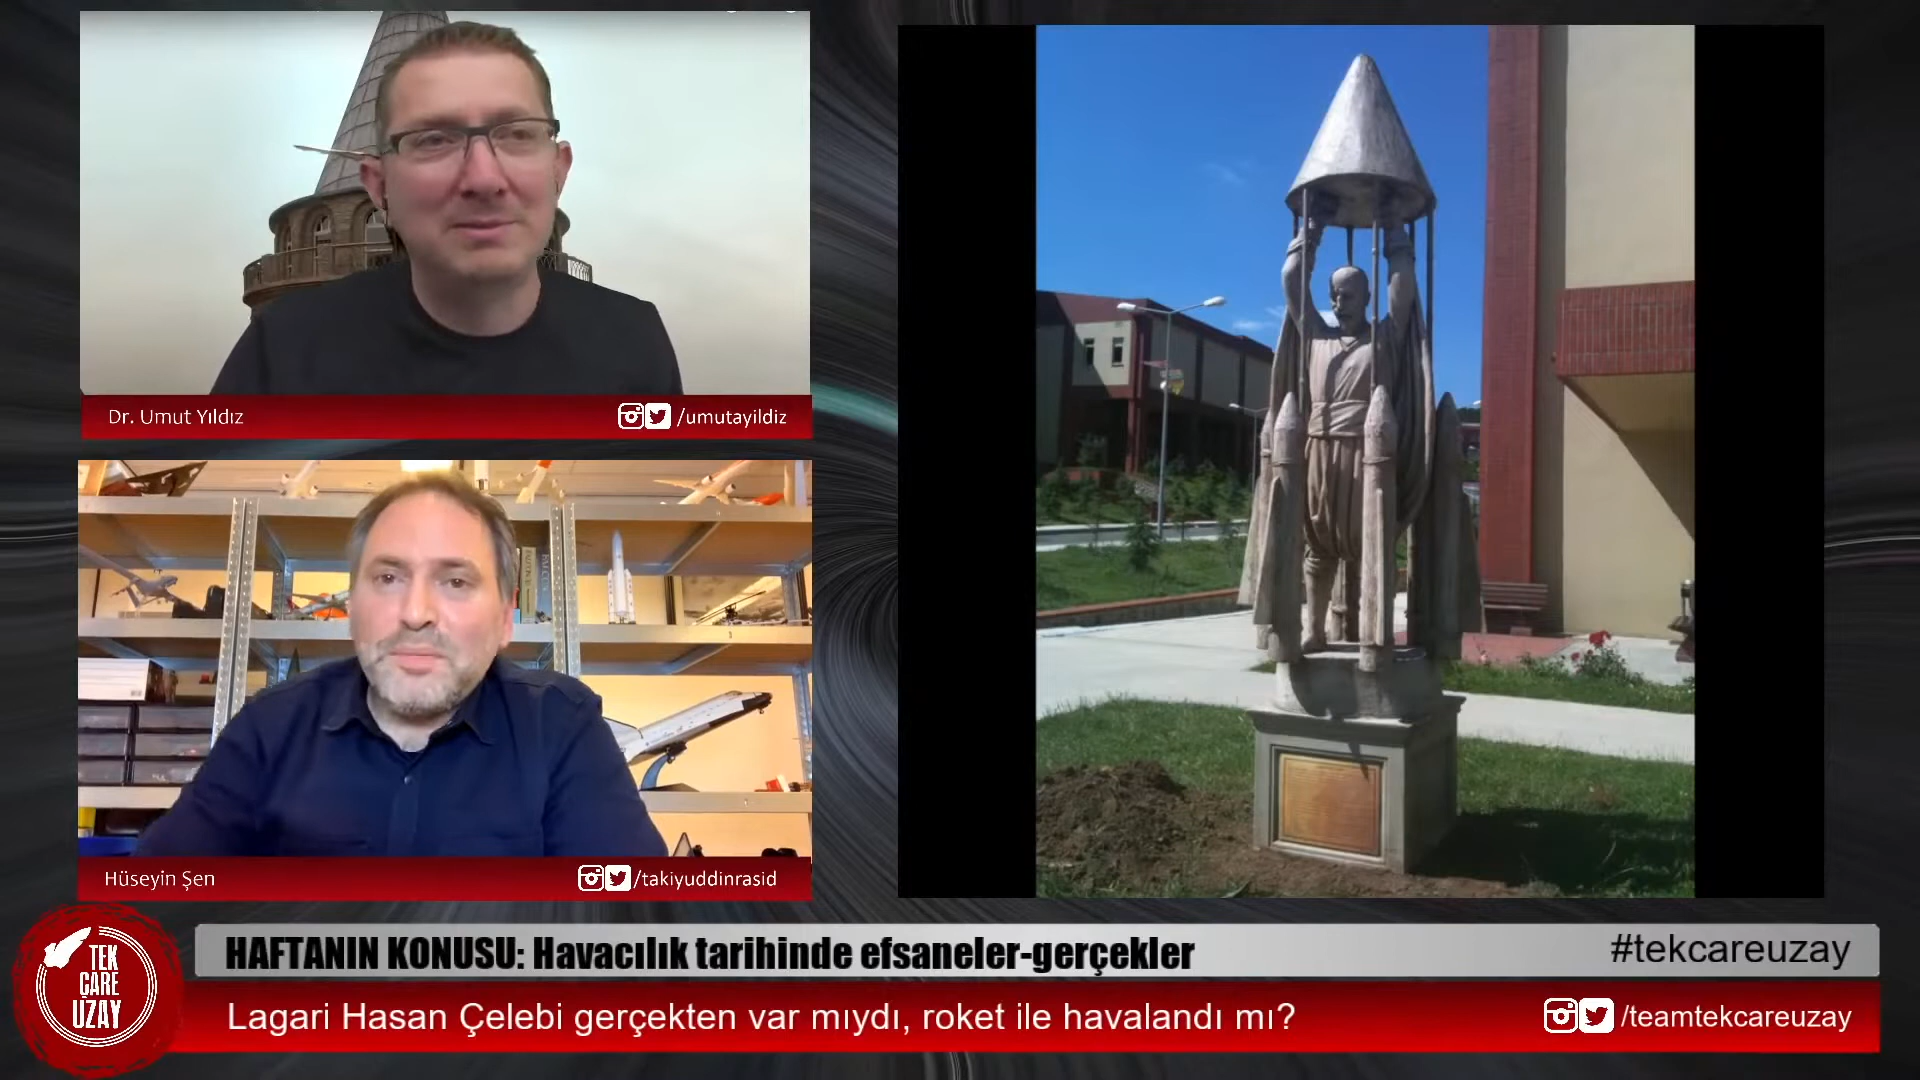 Dr. Umut Yıldız
/umutayildiz
Hüseyin Şen
/takiyuddinrasid
TEK
ÇARE
UZAY
HAFTANIN KONUSU: Havacılık tarihinde efsaneler-gerçekler
#tekcareuzay
Lagari Hasan Çelebi gerçekten var mıydı, roket ile havalandı mı?
/teamtekcareuzay